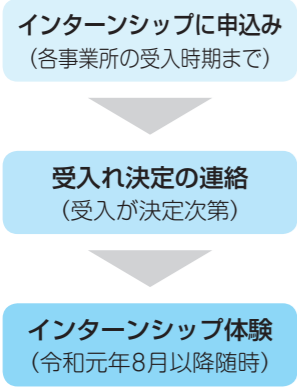 インターンシップに申込み
（各事業所の受入時期まで）
受入れ決定の連絡
（受入が決定次第）
インターンシップ体験
（令和元年8月以降随時）